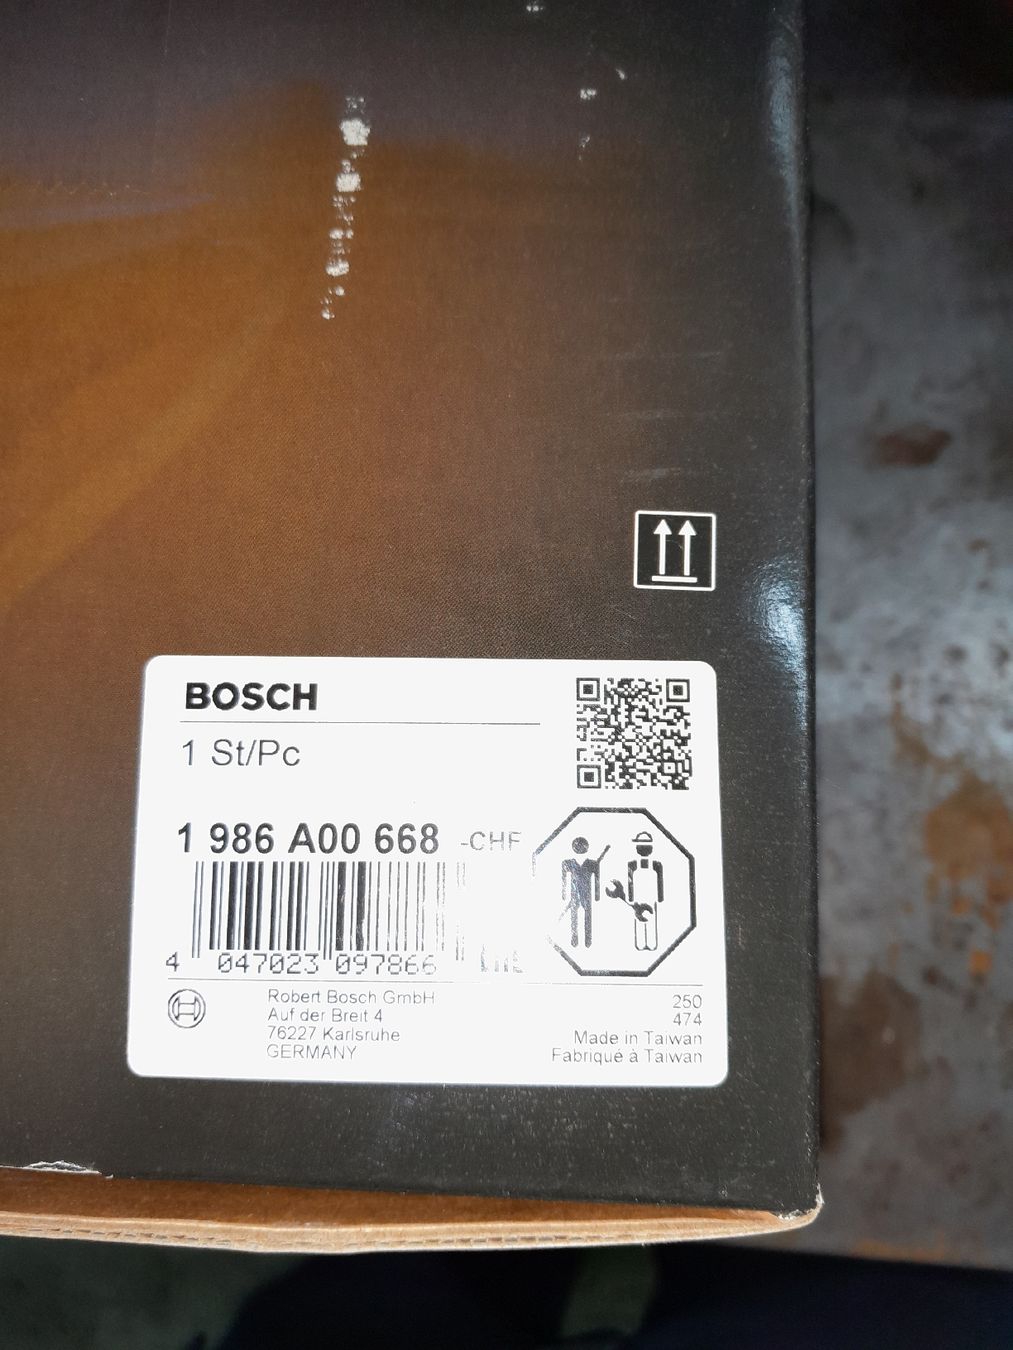 BOSCH
1 St/Pc
1 986 A00 668 -CHF
4 047023 097866
Robert Bosch GmbH
Auf der Breit 4
76227 Karlsruhe
GERMANY
250
474
Made in Taiwan
Fabriqué à Taiwan